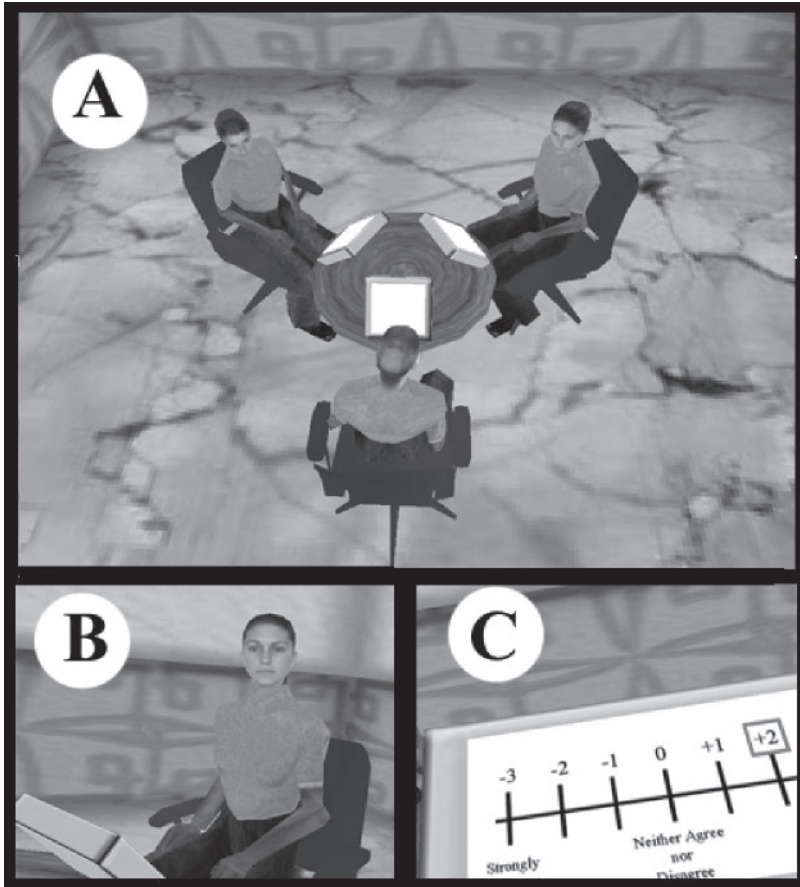 A
B
C
-3 -2 -1 0 +1 +2
Strongly
Neither Agree
nor
Disagree